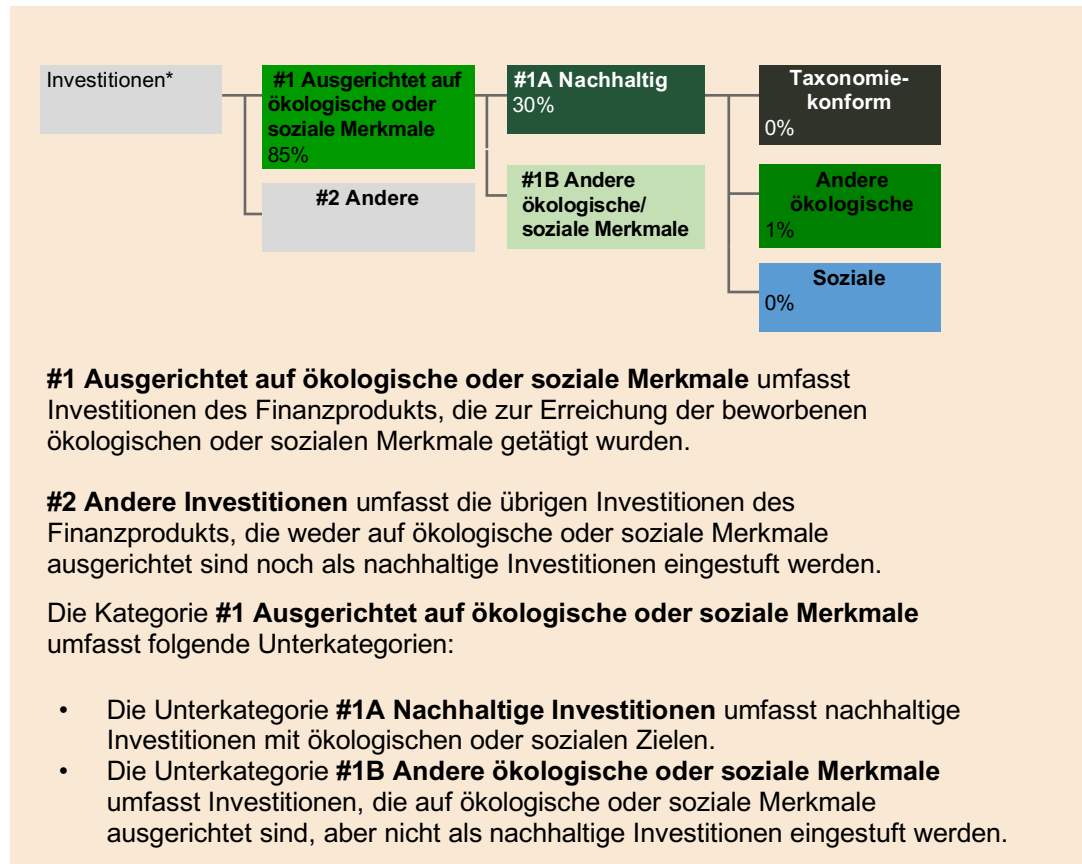 Investitionen*
#1 Ausgerichtet auf
ökologische oder
soziale Merkmale
85%
#2 Andere
#1A Nachhaltig
30%
#1B Andere
ökologische/
soziale Merkmale
Taxonomie-
konform
0%
Andere
ökologische
1%
Soziale
0%
#1 Ausgerichtet auf ökologische oder soziale Merkmale umfasst
Investitionen des Finanzprodukts, die zur Erreichung der beworbenen
ökologischen oder sozialen Merkmale getätigt wurden.
#2 Andere Investitionen umfasst die übrigen Investitionen des
Finanzprodukts, die weder auf ökologische oder soziale Merkmale
ausgerichtet sind noch als nachhaltige Investitionen eingestuft werden.
Die Kategorie #1 Ausgerichtet auf ökologische oder soziale Merkmale
umfasst folgende Unterkategorien:
• Die Unterkategorie #1A Nachhaltige Investitionen umfasst nachhaltige
Investitionen mit ökologischen oder sozialen Zielen.
• Die Unterkategorie #1B Andere ökologische oder soziale Merkmale
umfasst Investitionen, die auf ökologische oder soziale Merkmale
ausgerichtet sind, aber nicht als nachhaltige Investitionen eingestuft werden.